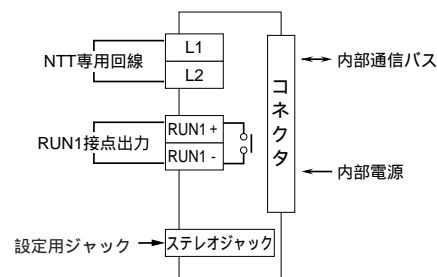 NTT専用回線
L1
L2
コネクタ
内部通信バス
RUN1接点出力
RUN1 +
RUN1 -
内部電源
設定用ジャック
ステレオジャック